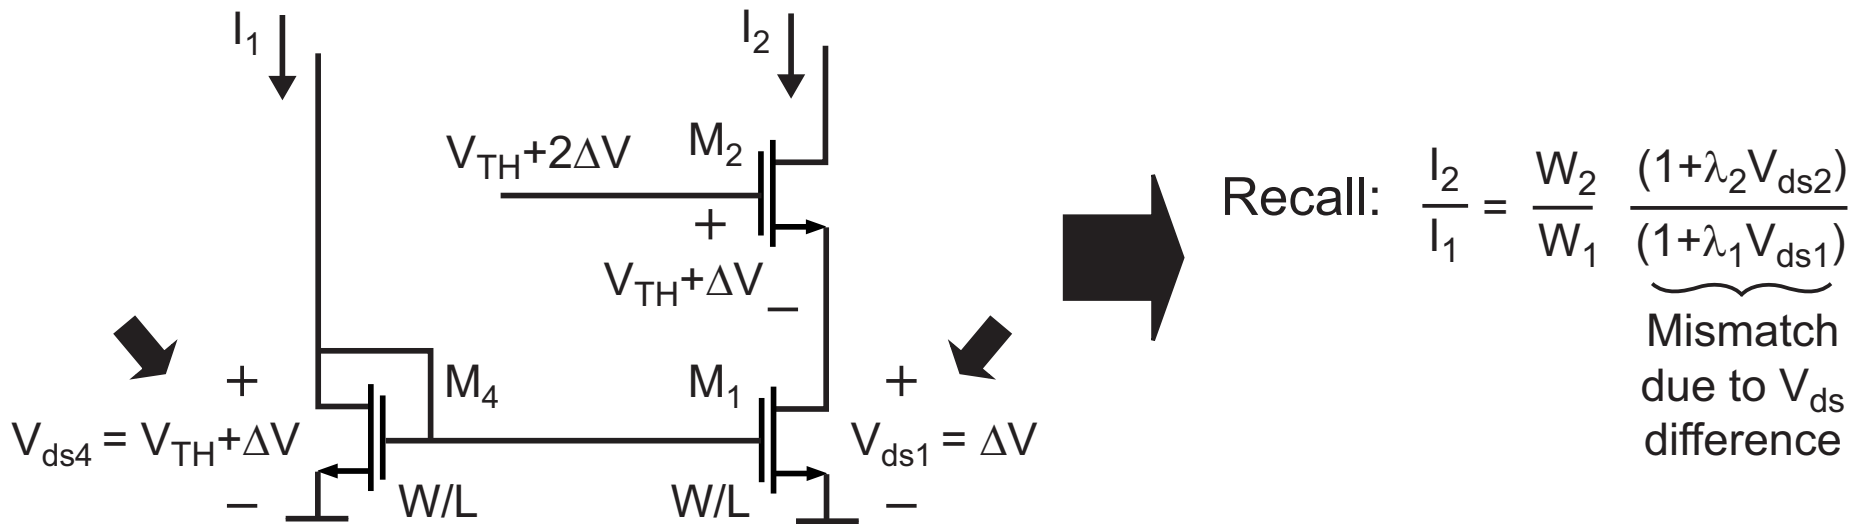 I1
I2
VTH+2ΔV
M2
+
VTH+ΔV
–
+
M4
Vds4 = VTH+ΔV
–
W/L
M1
+
Vds1 = ΔV
–
W/L
Recall: I2/I1 = W2/W1 (1+λ2Vds2)/(1+λ1Vds1)
Mismatch
due to Vds
difference